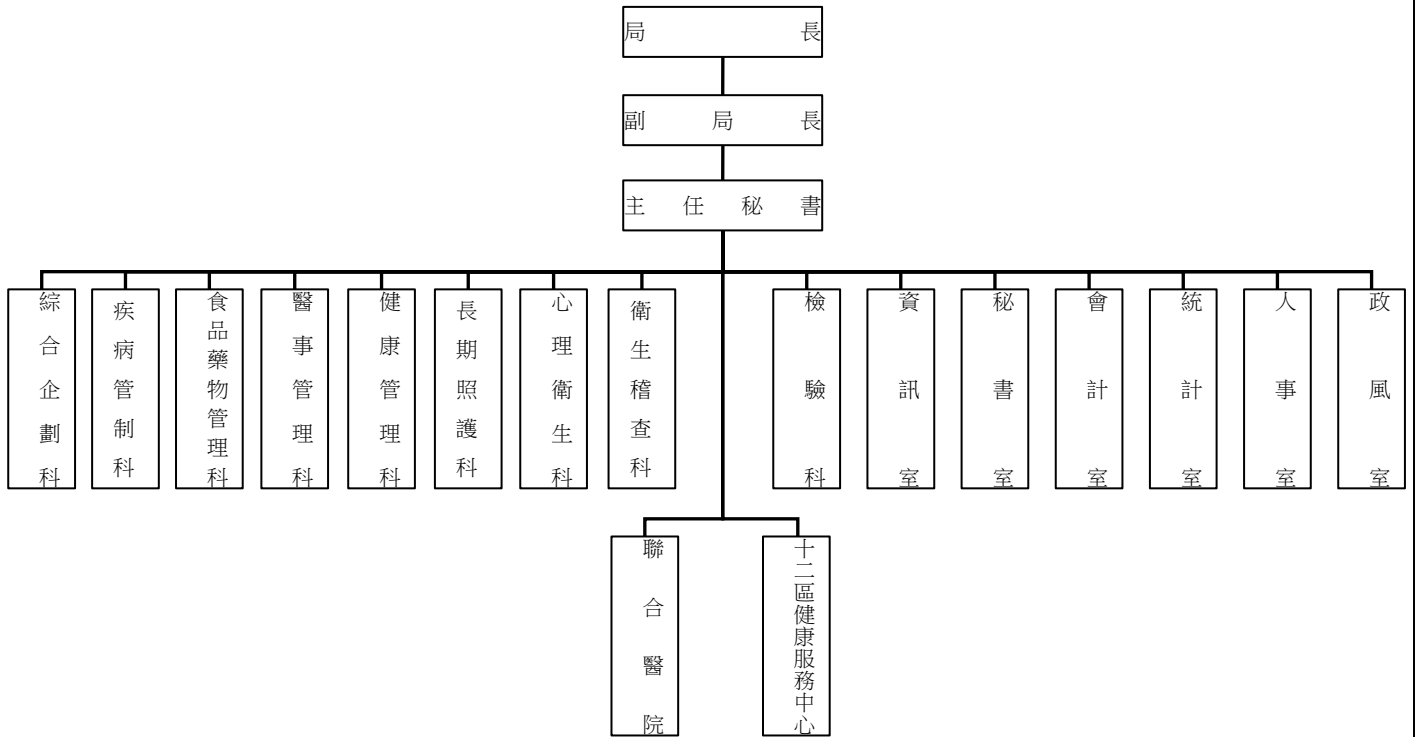 局長
副局長
主任秘書
綜合企劃科
疾病管制科
食品藥物管理科
醫事管理科
健康管理科
長期照護科
心理衛生科
衛生稽查科
檢驗科
資訊室
秘書室
會計室
統計室
人事室
政風室
聯合醫院
十二區健康服務中心